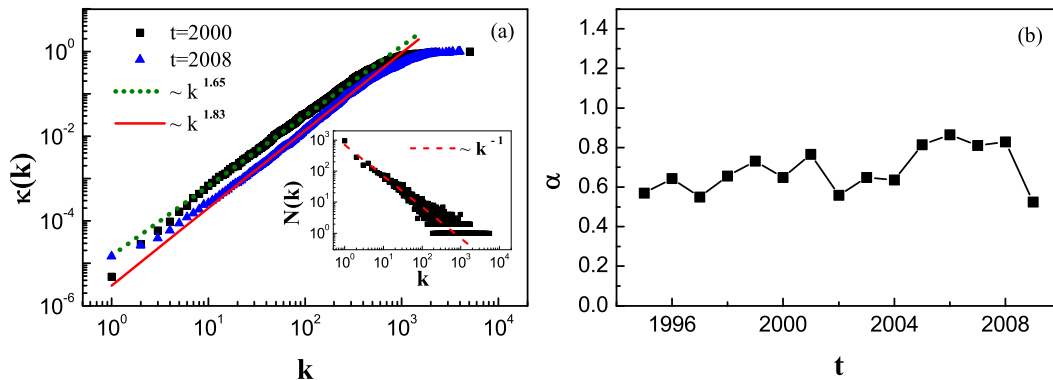 (a)
t=2000
t=2008
~ k^1.65
~ k^1.83
κ(k)
10^0
10^-2
10^-4
10^-6
10^0 10^1 10^2 10^3 10^4
k
~ k^-1
N(k)
10^3
10^2
10^1
10^0
10^-1
10^0 10^1 10^2 10^3 10^4
k
(b)
α
1.4
1.2
1.0
0.8
0.6
0.4
0.2
0.0
1996 2000 2004 2008
t